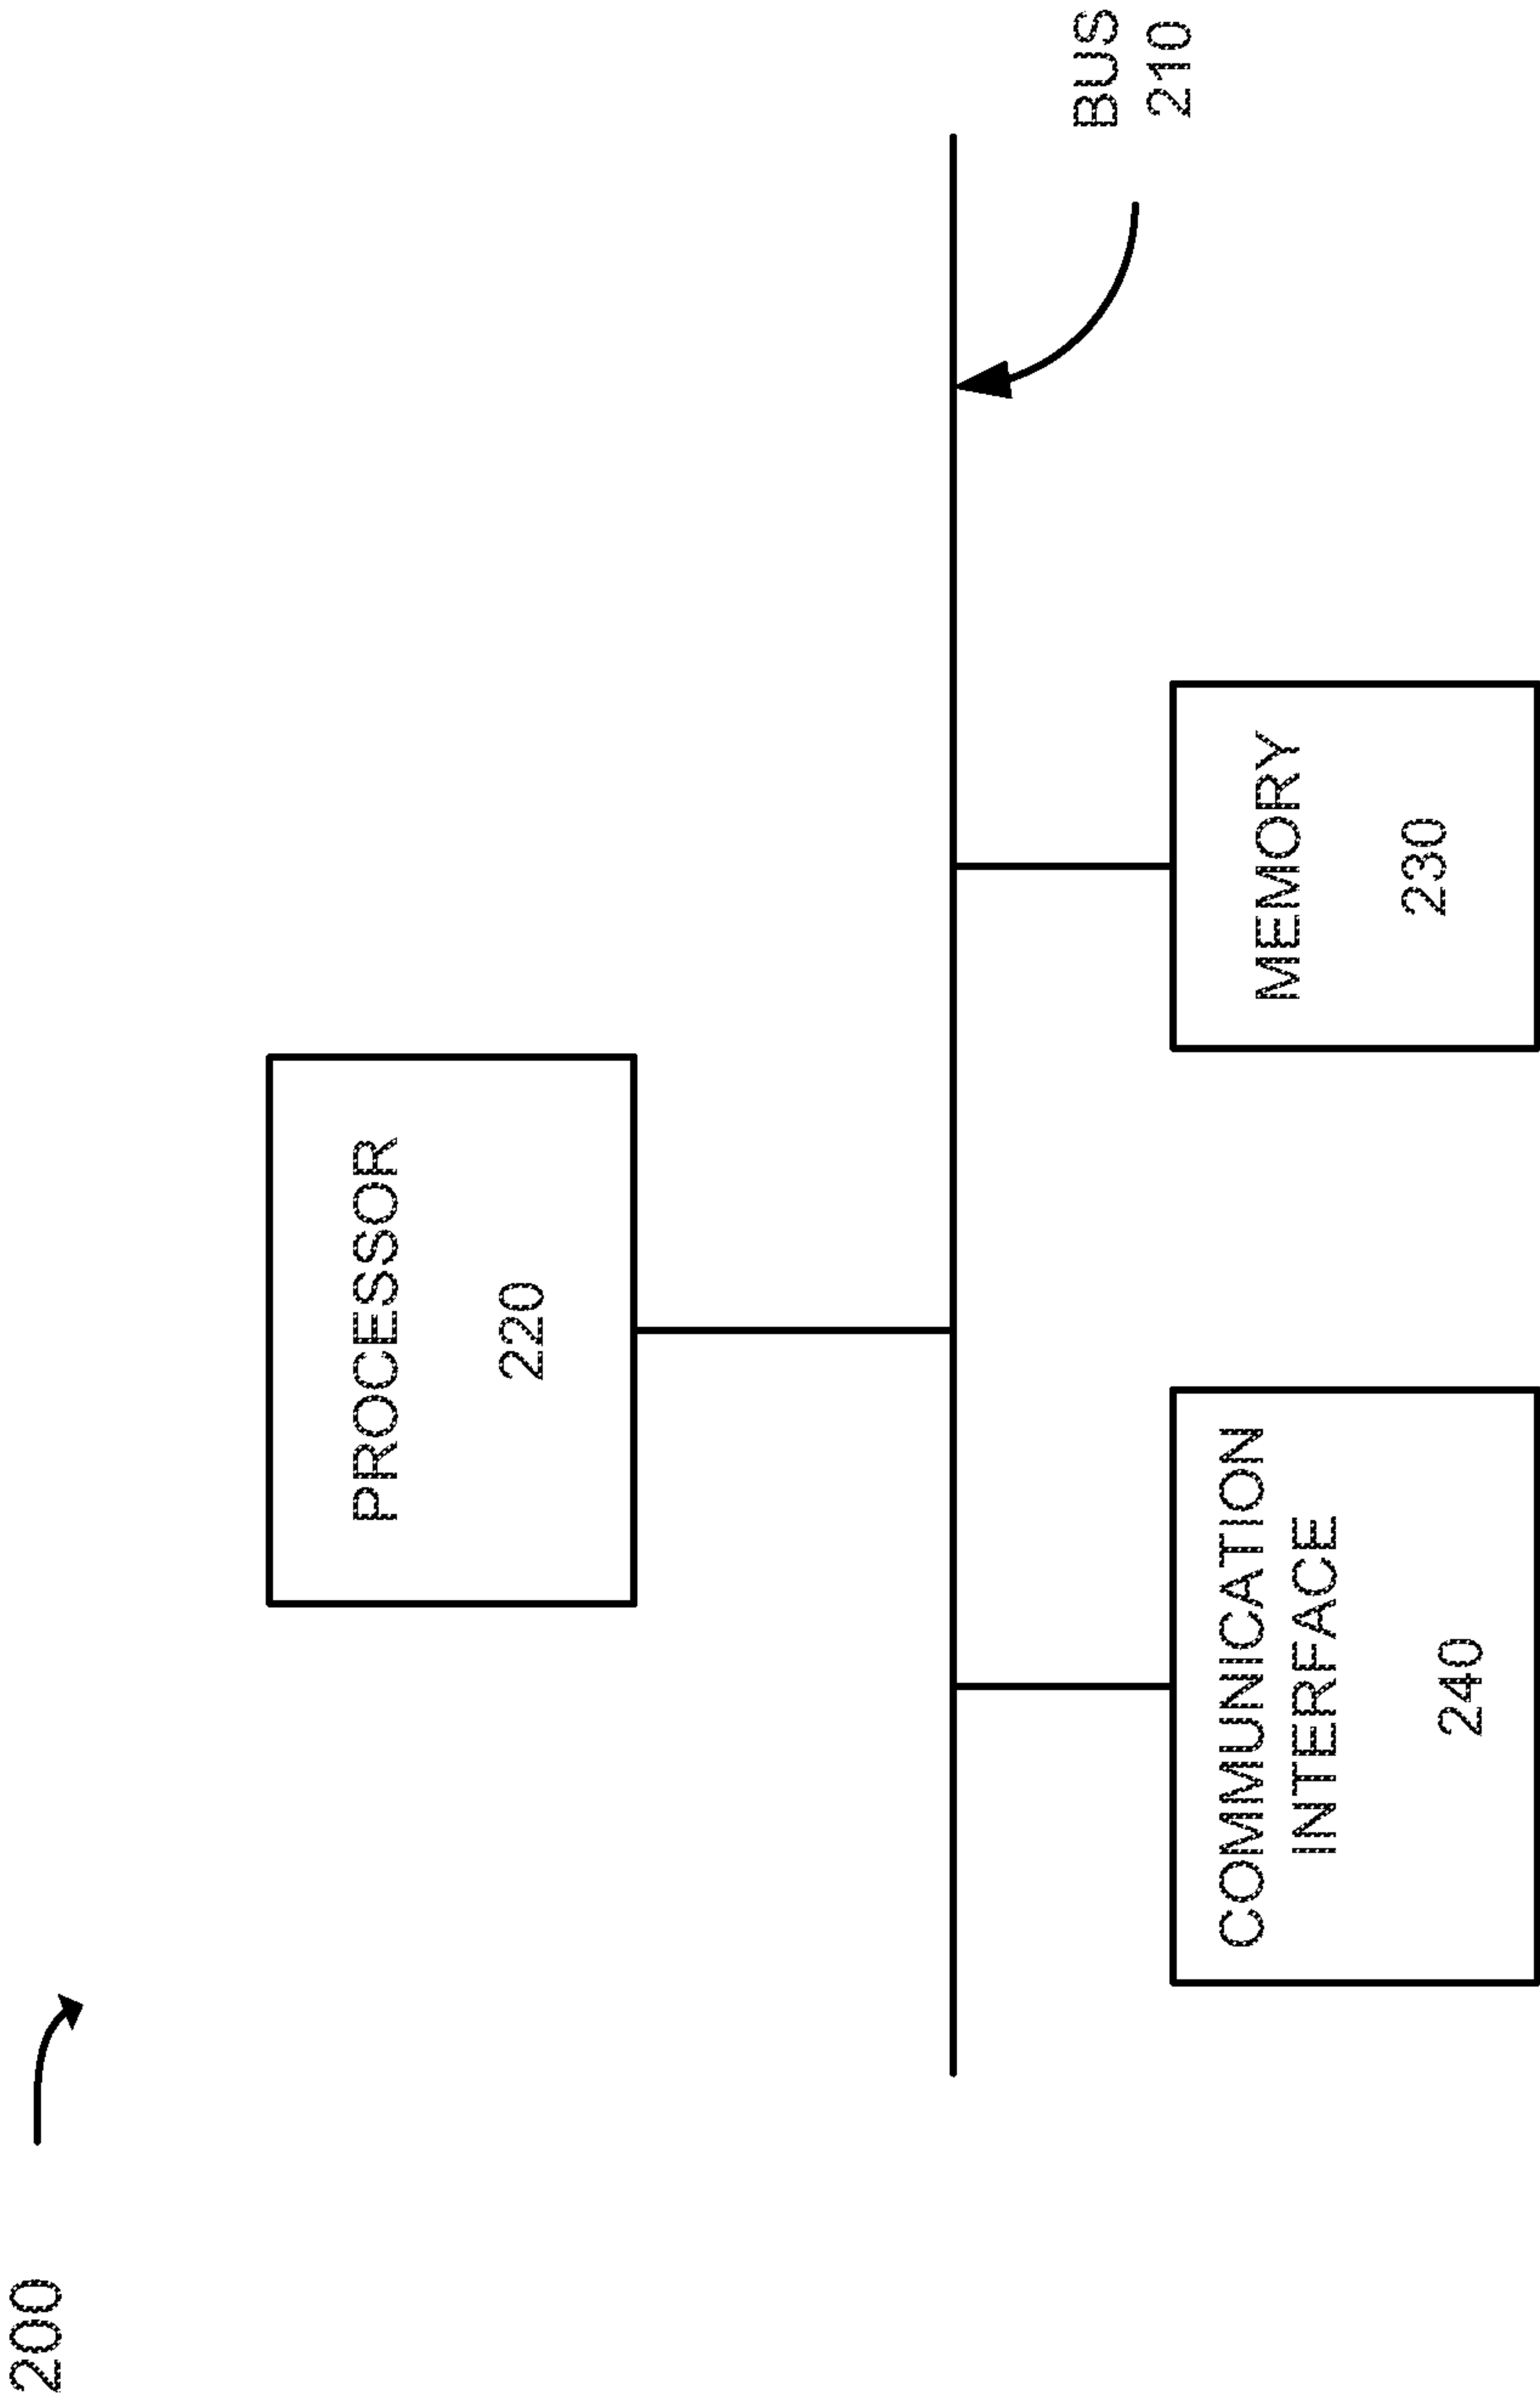 200
PROCESSOR
220
BUS
210
COMMUNICATION
INTERFACE
240
MEMORY
230